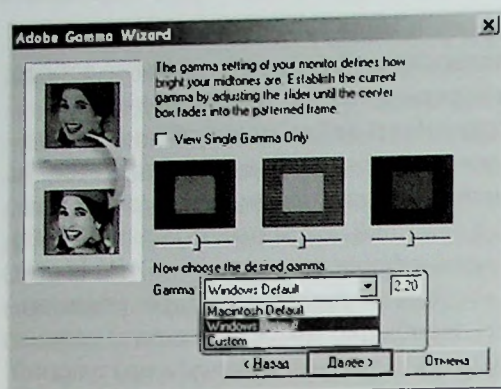 Adobe Gamma Wizard
The gamma setting of your monitor defines how
bright your midtones are. Establish the current
gamma by adjusting the slider until the center
box fades into the patterned frame.
View Single Gamma Only
Now choose the desired gamma
Gamma Windows Default 2.20
Macintosh Default
Windows Default
Custom
< Назад Далее > Отмена